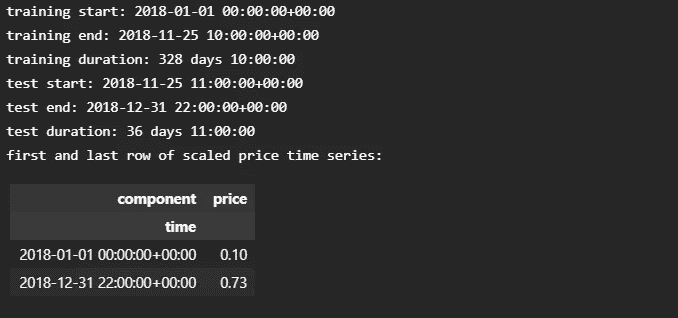 training start: 2018-01-01 00:00:00+00:00
training end: 2018-11-25 10:00:00+00:00
training duration: 328 days 10:00:00
test start: 2018-11-25 11:00:00+00:00
test end: 2018-12-31 22:00:00+00:00
test duration: 36 days 11:00:00
first and last row of scaled price time series:
component price
time
2018-01-01 00:00:00+00:00 0.10
2018-12-31 22:00:00+00:00 0.73